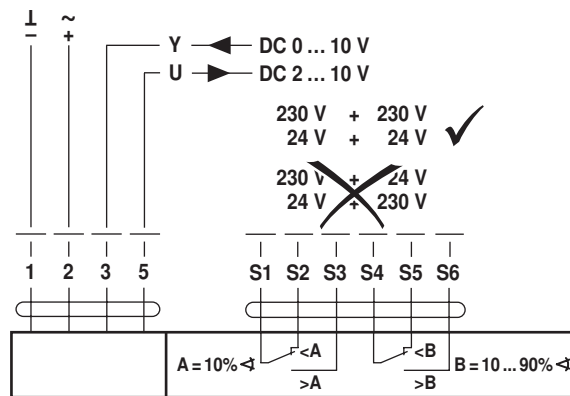 ⊥ ~
– +
Y DC 0 ... 10 V
U DC 2 ... 10 V
230 V + 230 V
24 V + 24 V
230 V + 24 V
24 V + 230 V
1 2 3 5 S1 S2 S3 S4 S5 S6
A = 10% <A >A <B >B B = 10 ... 90%